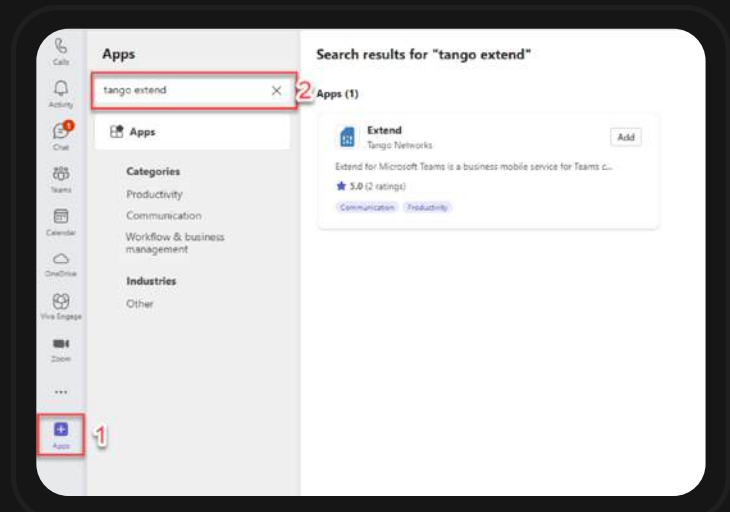 Calls
Activity
Chat
Teams
Calendar
OneDrive
Viva Engage
Zoom
...
Apps
1
Apps
tango extend
2
Apps
Categories
Productivity
Communication
Workflow & business
management
Industries
Other
Search results for "tango extend"
Apps (1)
Extend
Tango Networks
Add
Extend for Microsoft Teams is a business mobile service for Teams c...
5.0 (2 ratings)
Communication Productivity